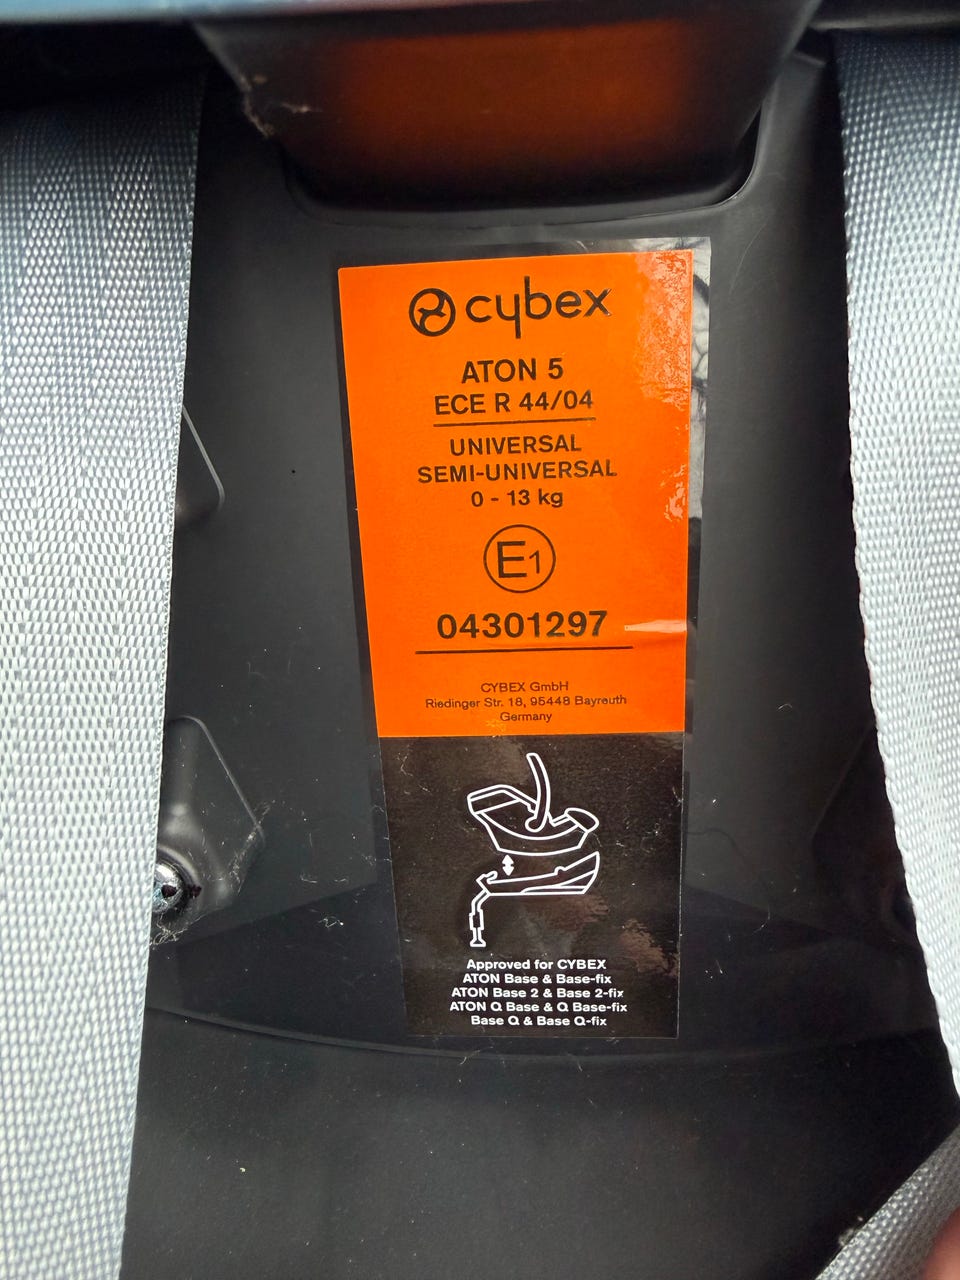 cybex
ATON 5
ECE R 44/04
UNIVERSAL
SEMI-UNIVERSAL
0 - 13 kg
E1
04301297
CYBEX GmbH
Riedinger Str. 18, 95448 Bayreuth
Germany
Approved for CYBEX
ATON Base & Base-fix
ATON Base 2 & Base 2-fix
ATON Q Base & Q Base-fix
Base Q & Base Q-fix